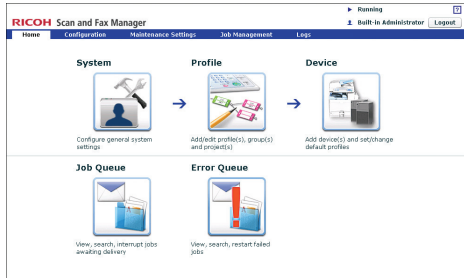 Running ?
RICOH Scan and Fax Manager
Built-in Administrator Logout
Home Configuration Maintenance Settings Job Management Logs
System Profile Device
Configure general system settings
Add/edit profile(s), group(s) and project(s)
Add device(s) and set/change default profiles
Job Queue Error Queue
View, search, interrupt jobs awaiting delivery
View, search, restart failed jobs